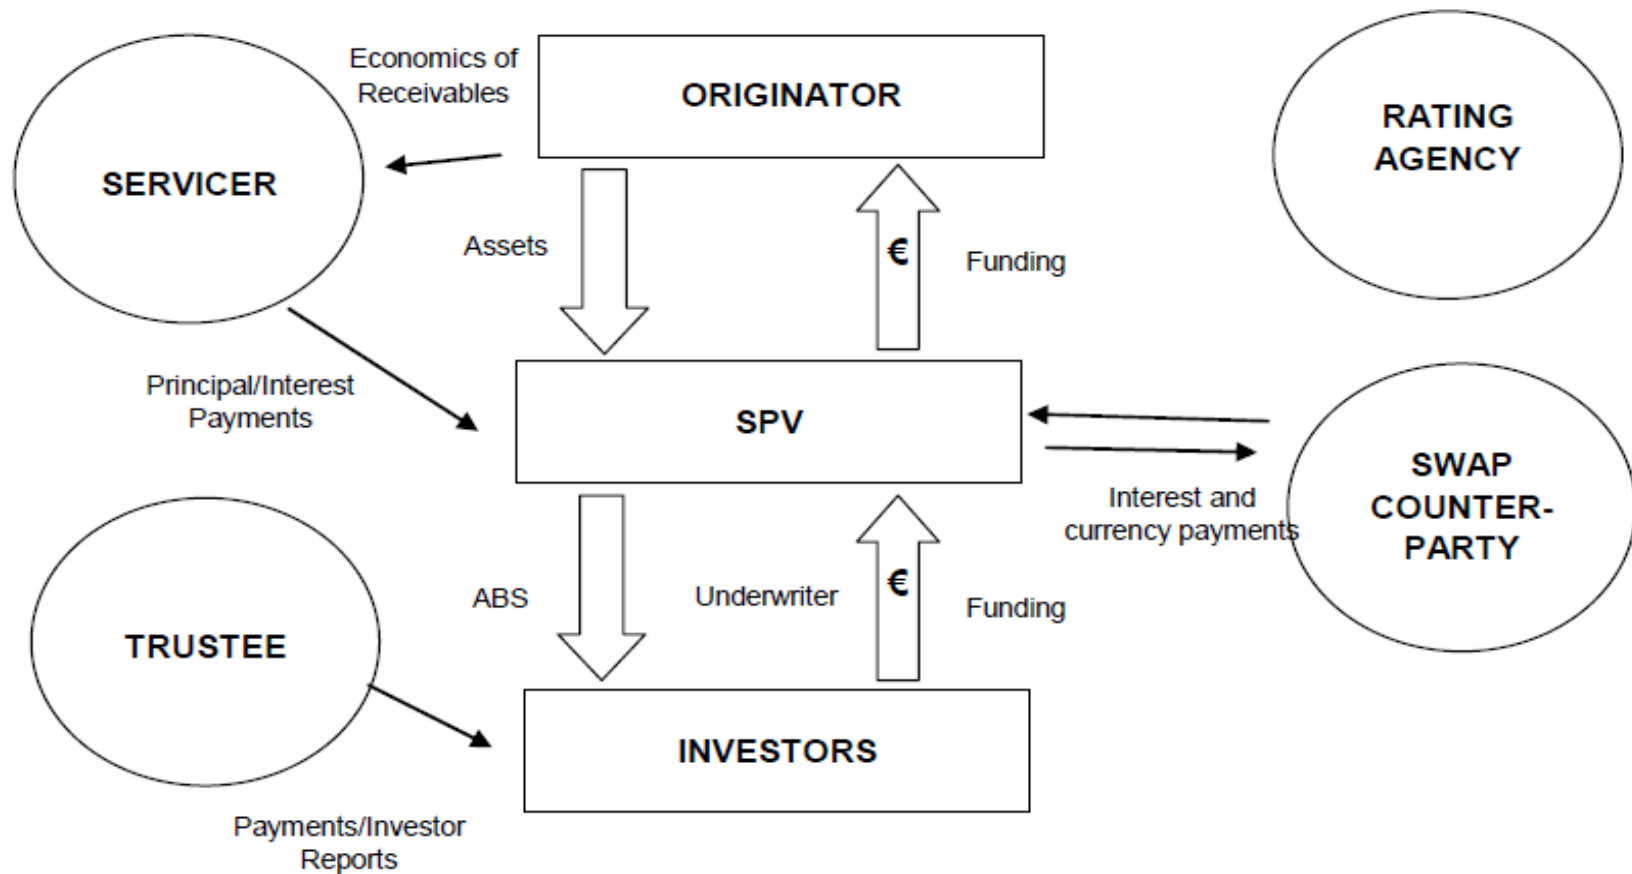 Economics of
Receivables
ORIGINATOR
RATING
AGENCY
SERVICER
Assets
€
Funding
Principal/Interest
Payments
SPV
SWAP
COUNTER-
PARTY
Interest and
currency payments
ABS
Underwriter
€
Funding
TRUSTEE
INVESTORS
Payments/Investor
Reports